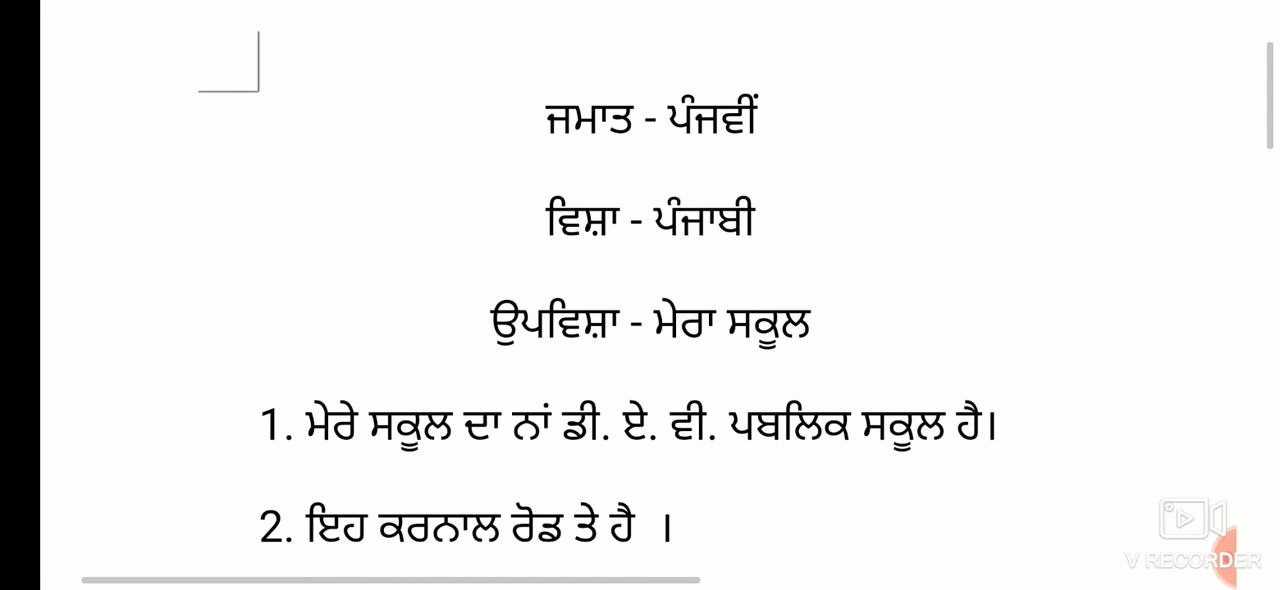 ਜਮਾਤ - ਪੰਜਵੀਂ
ਵਿਸ਼ਾ - ਪੰਜਾਬੀ
ਉਪਵਿਸ਼ਾ - ਮੇਰਾ ਸਕੂਲ
1. ਮੇਰੇ ਸਕੂਲ ਦਾ ਨਾਂ ਡੀ. ਏ. ਵੀ. ਪਬਲਿਕ ਸਕੂਲ ਹੈ।
2. ਇਹ ਕਰਨਾਲ ਰੋਡ ਤੇ ਹੈ ।
V RECORDER